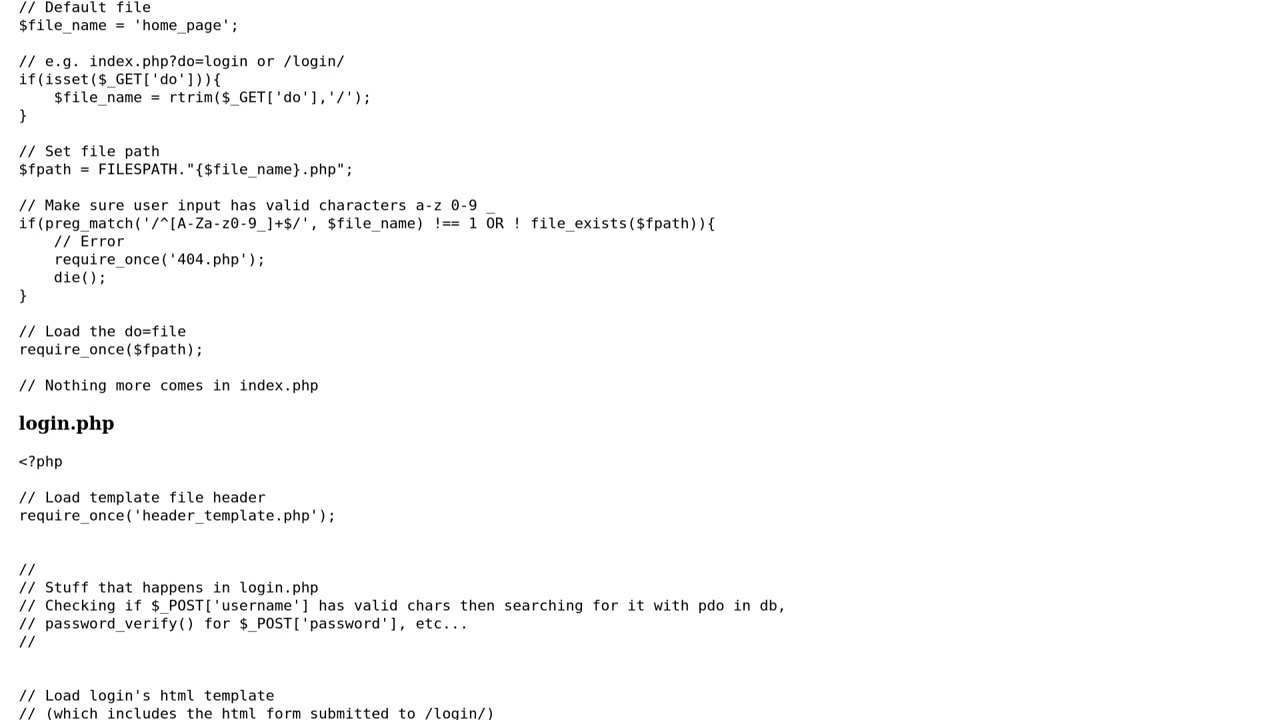 // Default file
$file_name = 'home_page';
// e.g. index.php?do=login or /login/
if(isset($_GET['do'])){
    $file_name = rtrim($_GET['do'],'/');
}
// Set file path
$fpath = FILESPATH."{$file_name}.php";
// Make sure user input has valid characters a-z 0-9 _
if(preg_match('/^[A-Za-z0-9_]+$/', $file_name) !== 1 OR ! file_exists($fpath)){
    // Error
    require_once('404.php');
    die();
}
// Load the do=file
require_once($fpath);
// Nothing more comes in index.php
login.php
<?php
// Load template file header
require_once('header_template.php');
//
// Stuff that happens in login.php
// Checking if $_POST['username'] has valid chars then searching for it with pdo in db,
// password_verify() for $_POST['password'], etc...
//
// Load login's html template
// (which includes the html form submitted to /login/)